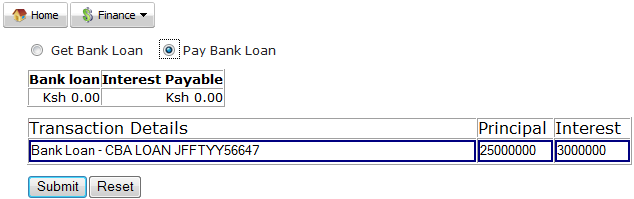 Home Finance
Get Bank Loan Pay Bank Loan
Bank loan Interest Payable
Ksh 0.00 Ksh 0.00
Transaction Details Principal Interest
Bank Loan - CBA LOAN JFFTYY56647 25000000 3000000
Submit Reset